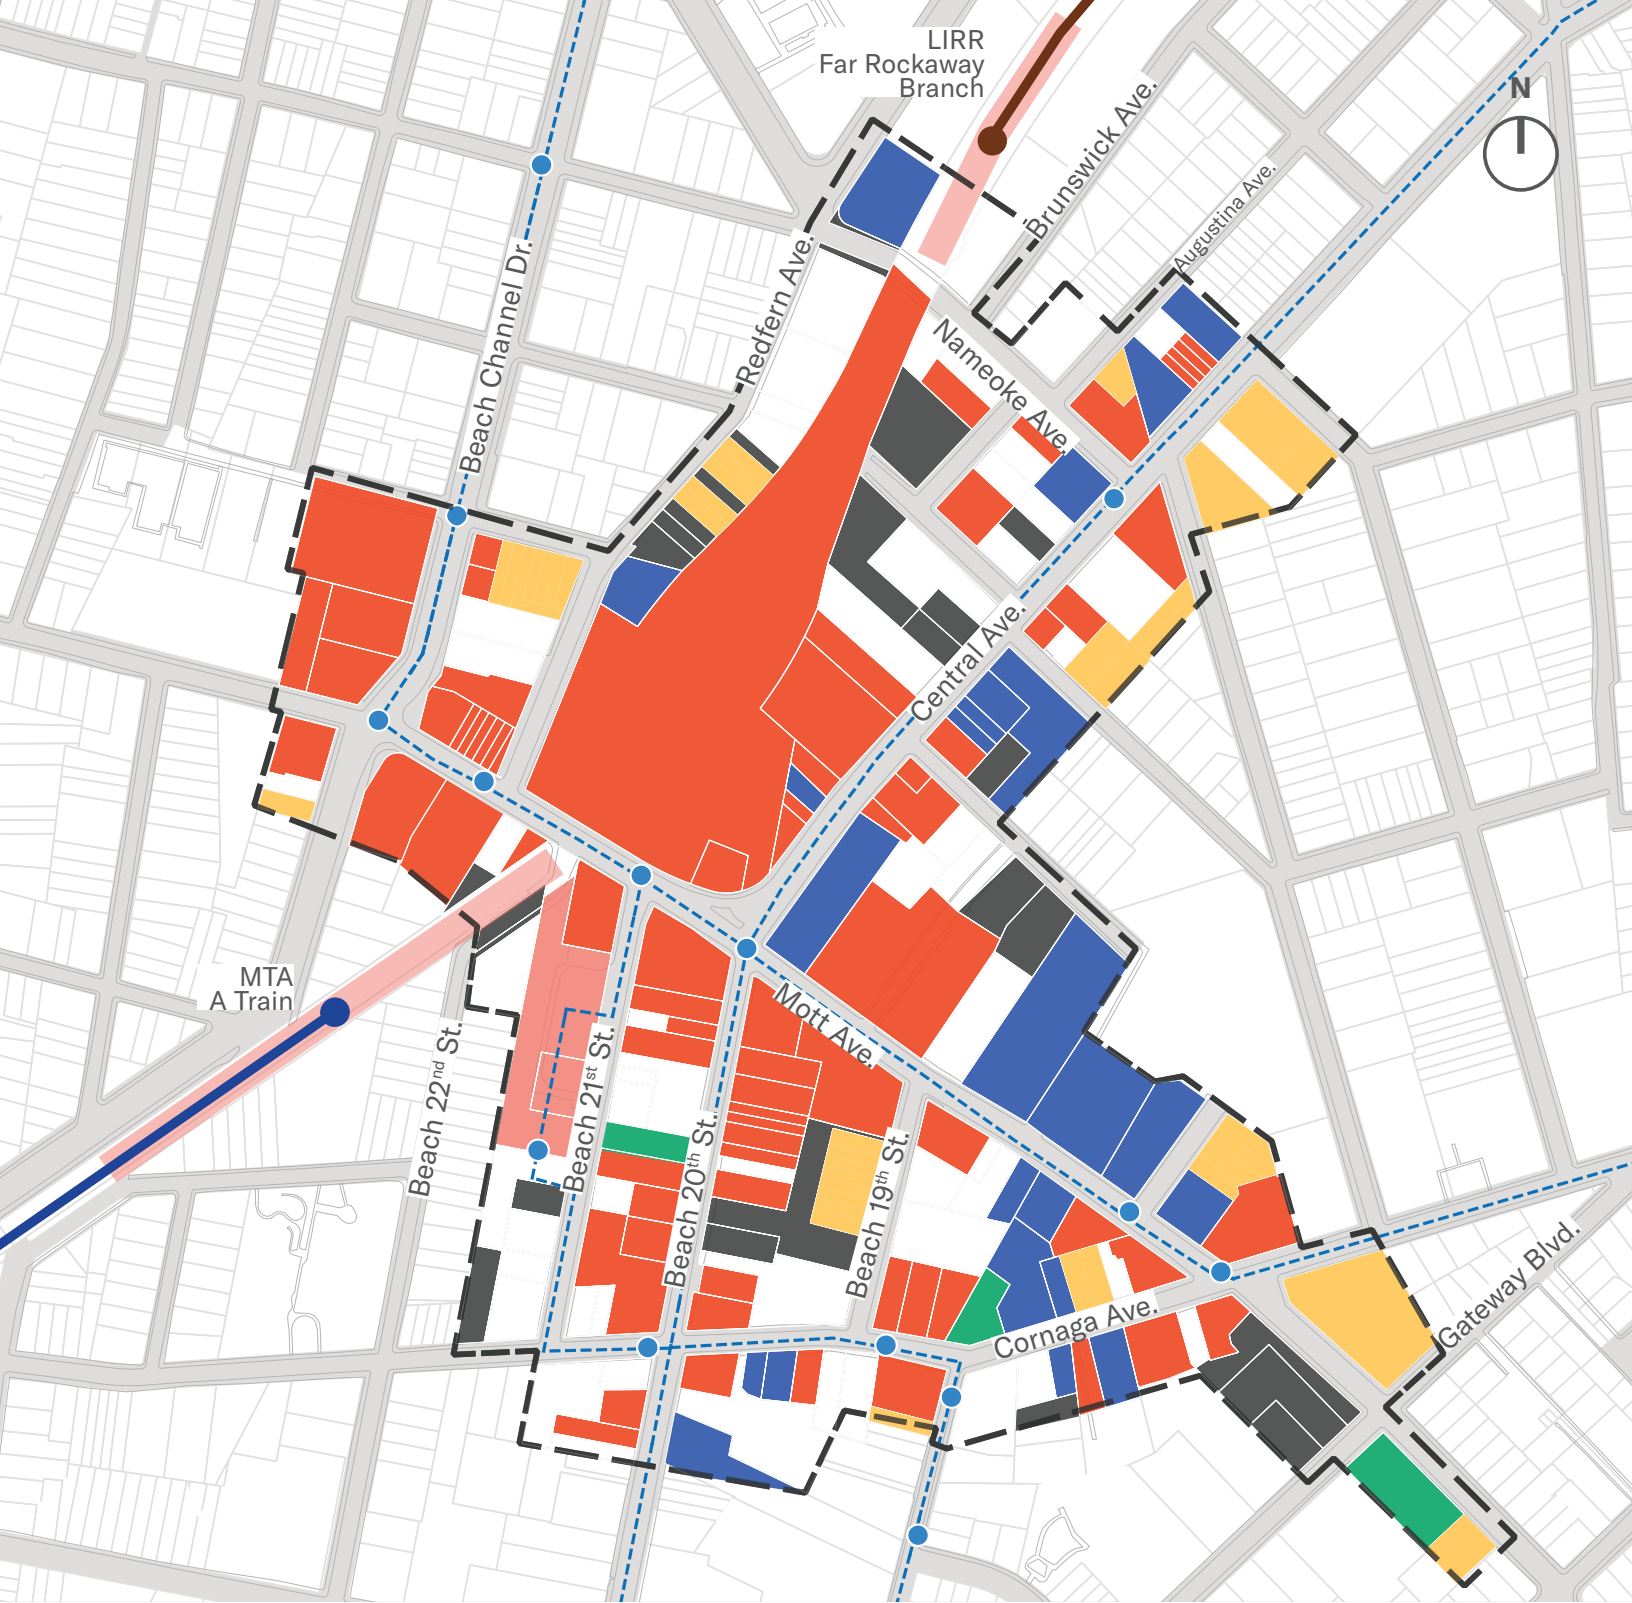 LIRR
Far Rockaway
Branch
N
Brunswick Ave.
Augustina Ave.
Beach Channel Dr.
Redfern Ave.
Nameoke Ave.
Central Ave.
MTA
A Train
Mott Ave.
Beach 22nd St.
Beach 21st St.
Beach 20th St.
Beach 19th St.
Cornaga Ave.
Gateway Blvd.